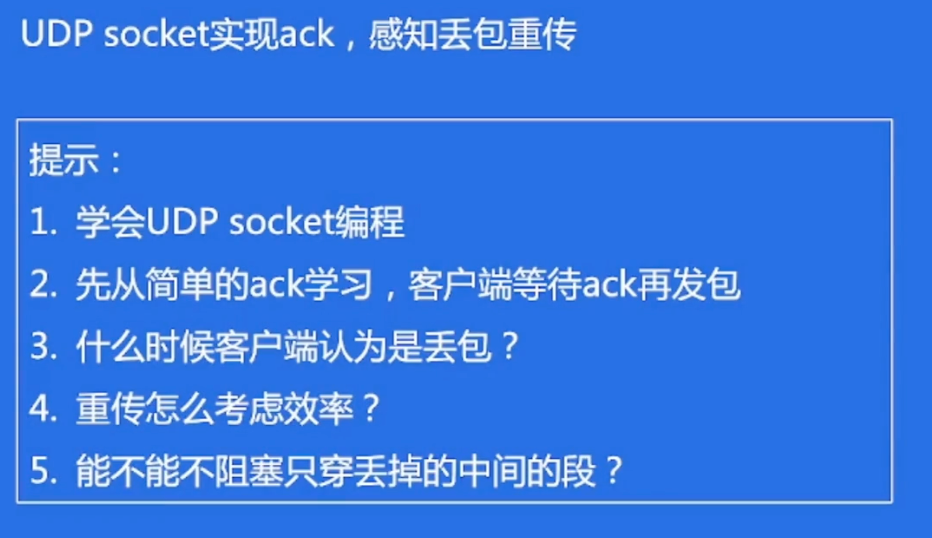 UDP socket实现ack，感知丢包重传
提示：
1. 学会UDP socket编程
2. 先从简单的ack学习，客户端等待ack再发包
3. 什么时候客户端认为是丢包？
4. 重传怎么考虑效率？
5. 能不能不阻塞只穿丢掉的中间的段？